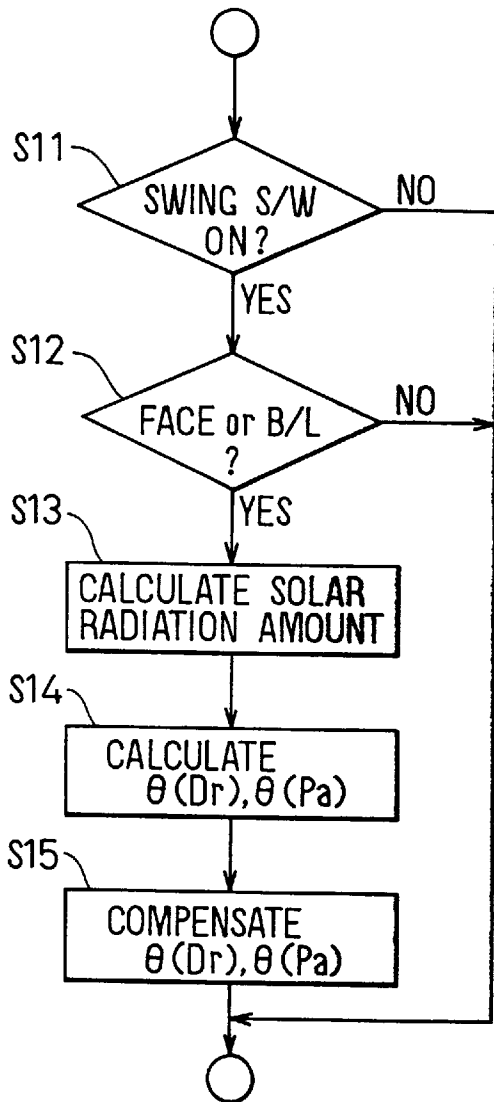 S11
SWING S/W
ON?
NO
YES
S12
FACE or B/L
?
NO
YES
S13
CALCULATE SOLAR
RADIATION AMOUNT
S14
CALCULATE
θ(Dr),θ(Pa)
S15
COMPENSATE
θ(Dr),θ(Pa)